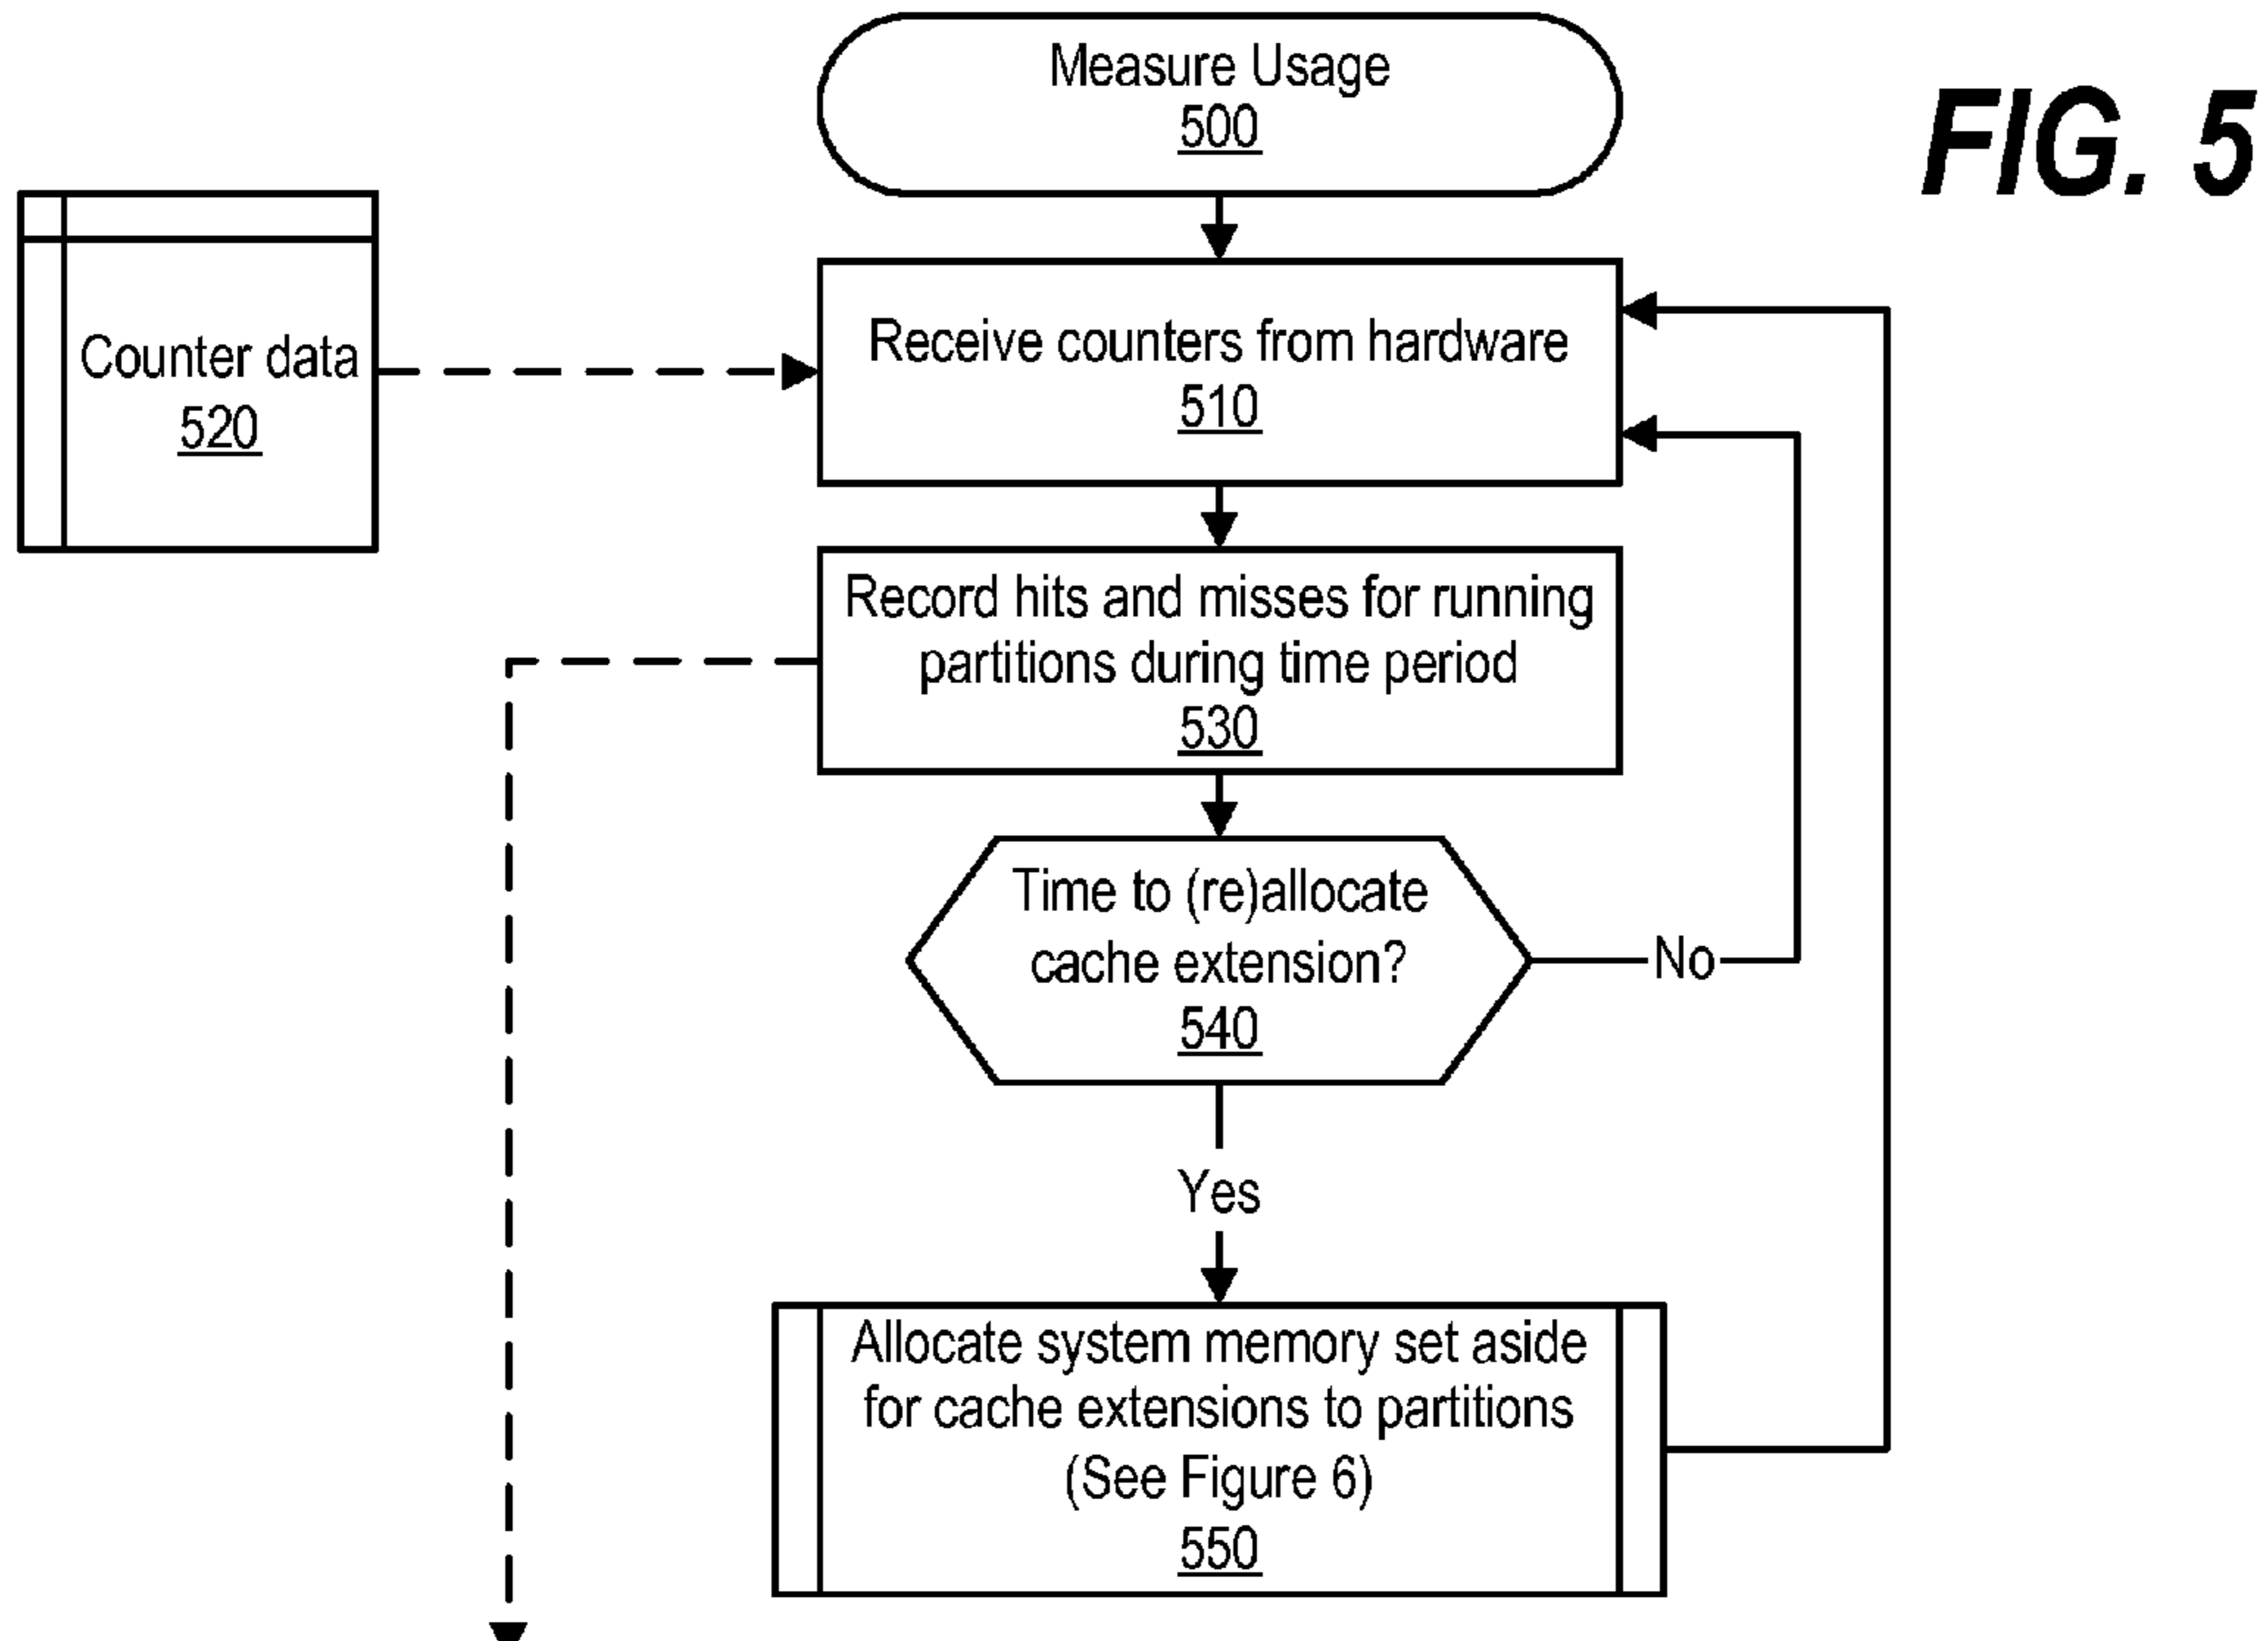 Measure Usage
500
FIG. 5
Counter data
520
Receive counters from hardware
510
Record hits and misses for running
partitions during time period
530
Time to (re)allocate
cache extension?
540
No
Yes
Allocate system memory set aside
for cache extensions to partitions
(See Figure 6)
550